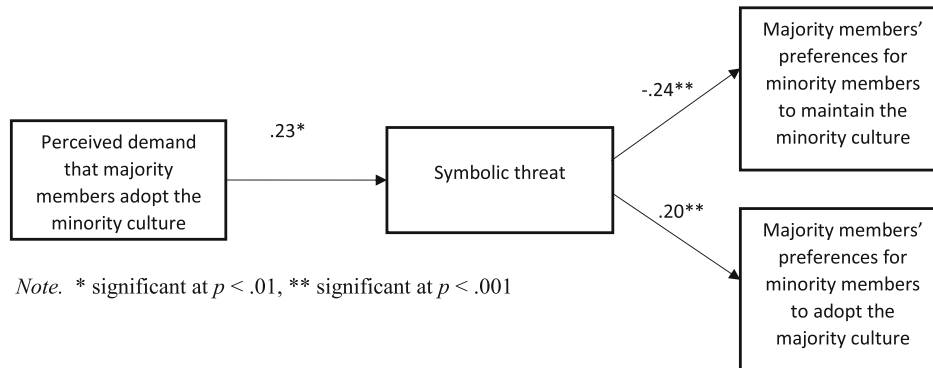 Perceived demand
that majority
members adopt the
minority culture
.23*
Symbolic threat
-.24**
.20**
Majority members’
preferences for
minority members
to maintain the
minority culture
Majority members’
preferences for
minority members
to adopt the
majority culture
Note. * significant at p < .01, ** significant at p < .001